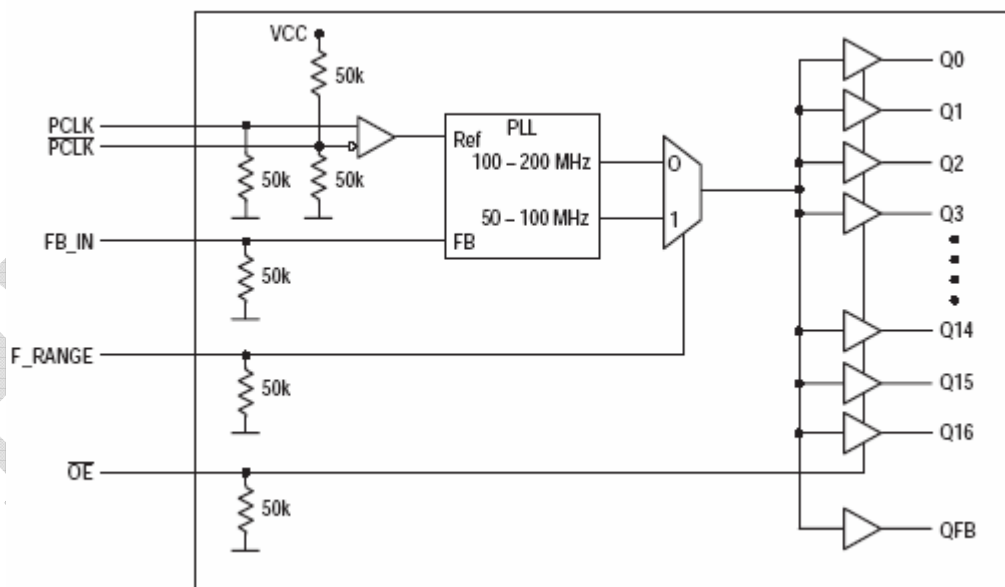 VCC
50k
PCLK
PCLK
50k
50k
Ref
PLL
100 – 200 MHz
50 – 100 MHz
FB
O
1
FB_IN
50k
F_RANGE
50k
OE
50k
Q0
Q1
Q2
Q3
Q14
Q15
Q16
QFB